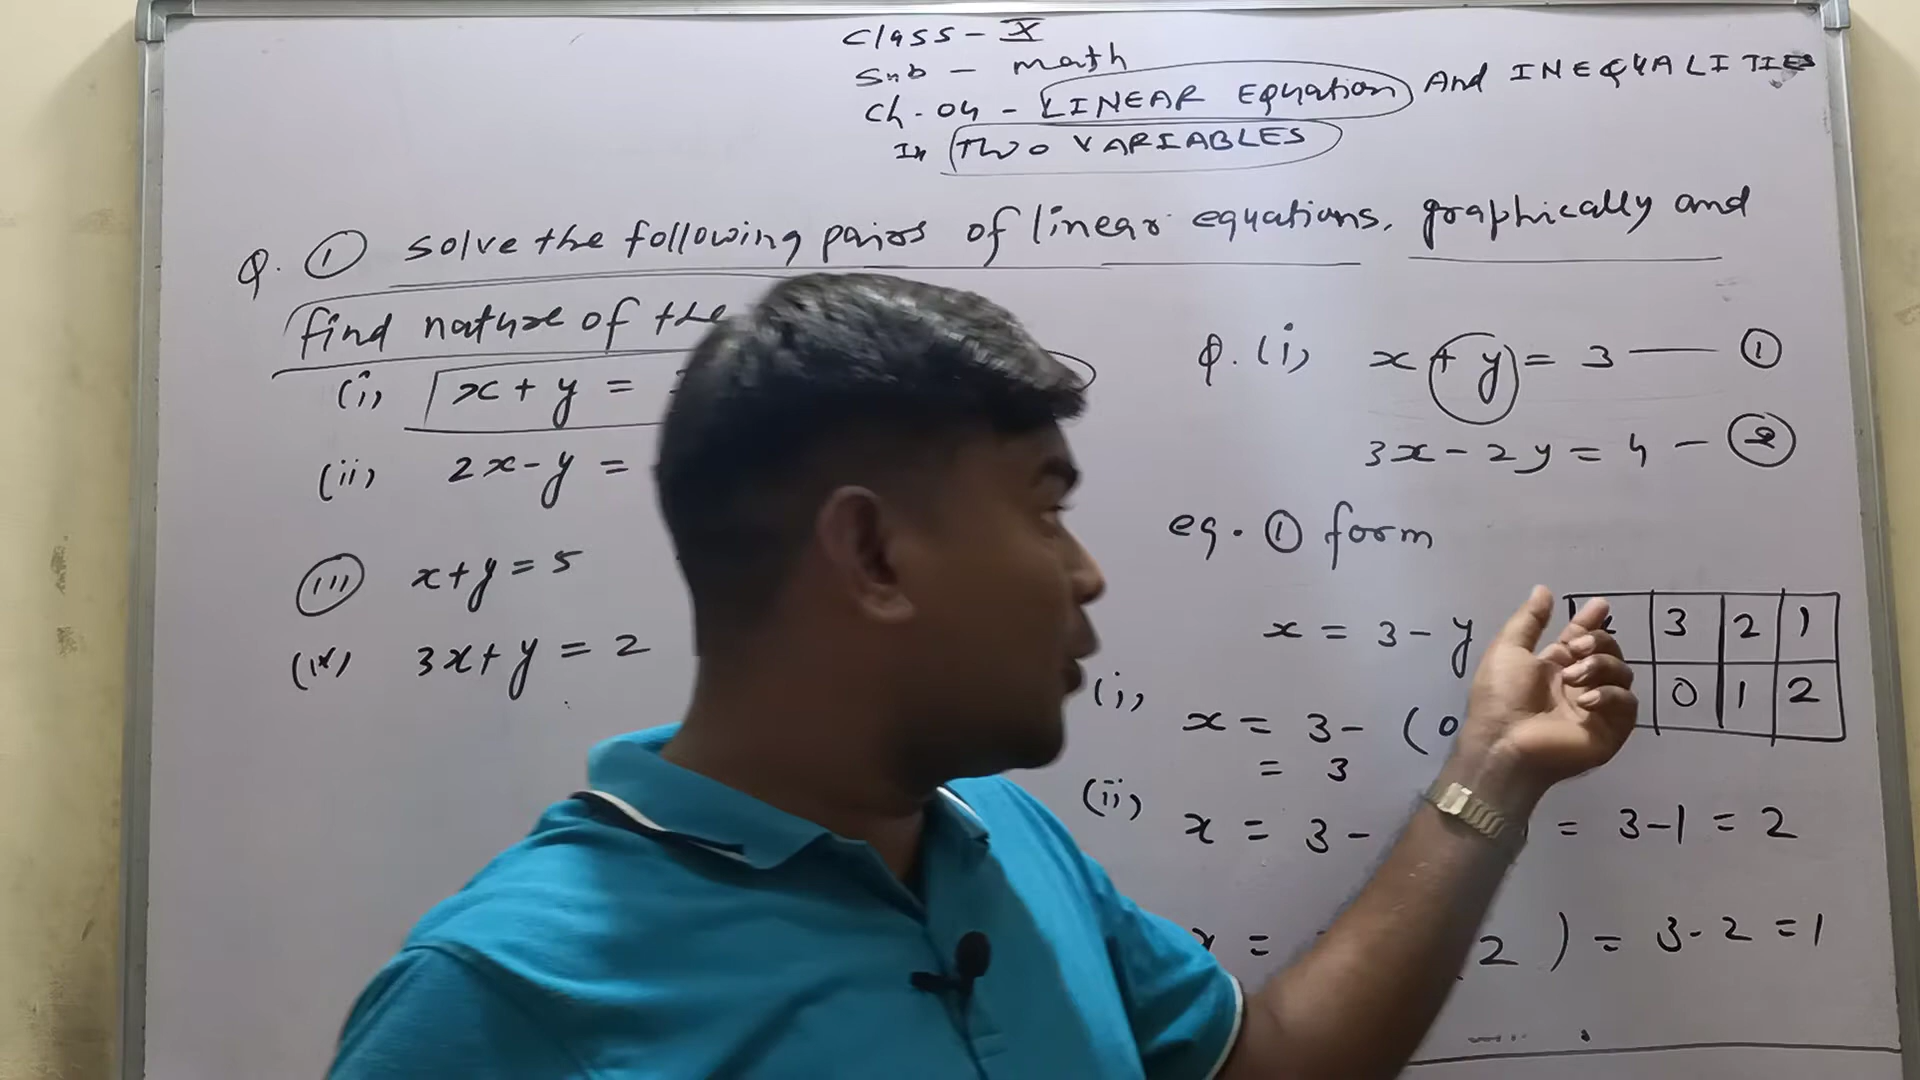 Class - X
Sub - math
Ch-04 - LINEAR Equation And INEQUALITIES
In TWO VARIABLES
Q. ① solve the following pairs of linear equations, graphically and
find nature of the
(i) x + y =
(ii) 2x - y =
(iii) x + y = 5
(iv) 3x + y = 2
Q. (i) x + y = 3 — ①
3x - 2y = 4 - ②
eq. ① form
x = 3 - y
3 2 1
0 1 2
(i) x = 3 - (0
= 3
(ii) x = 3 - = 3-1 = 2
x = 2 ) = 3-2 = 1